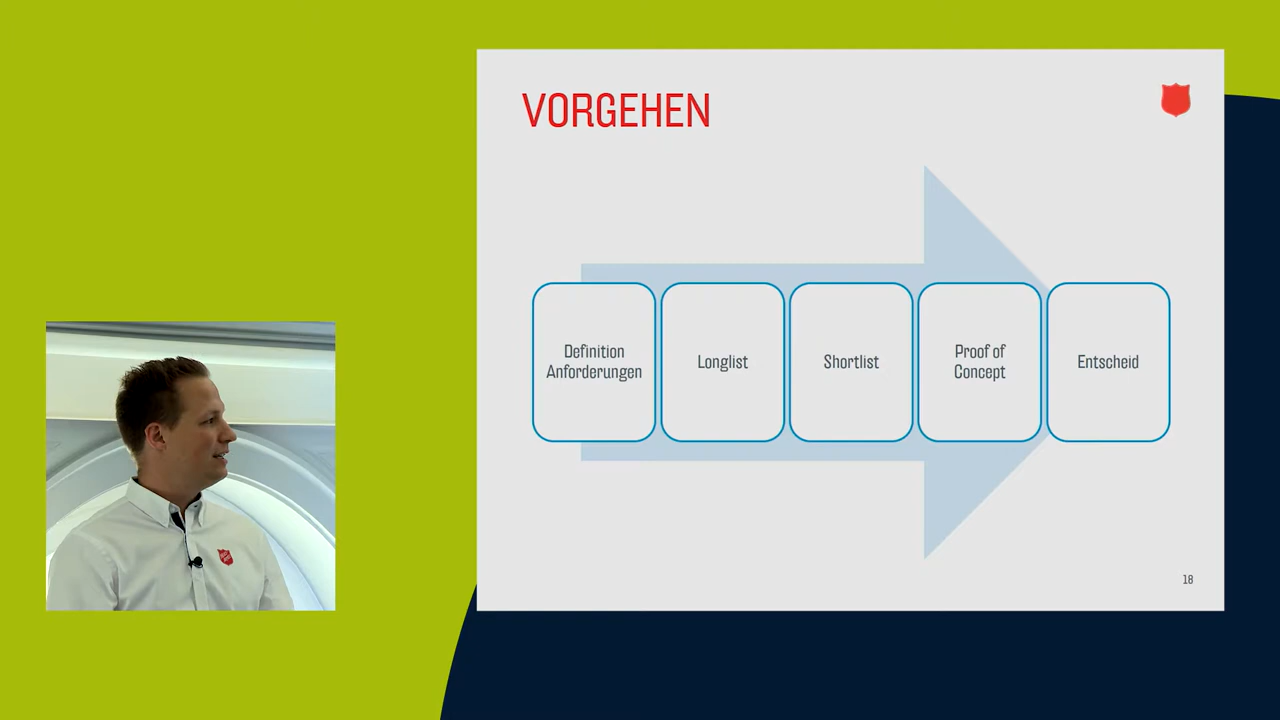 VORGEHEN
Definition
Anforderungen
Longlist
Shortlist
Proof of
Concept
Entscheid
18